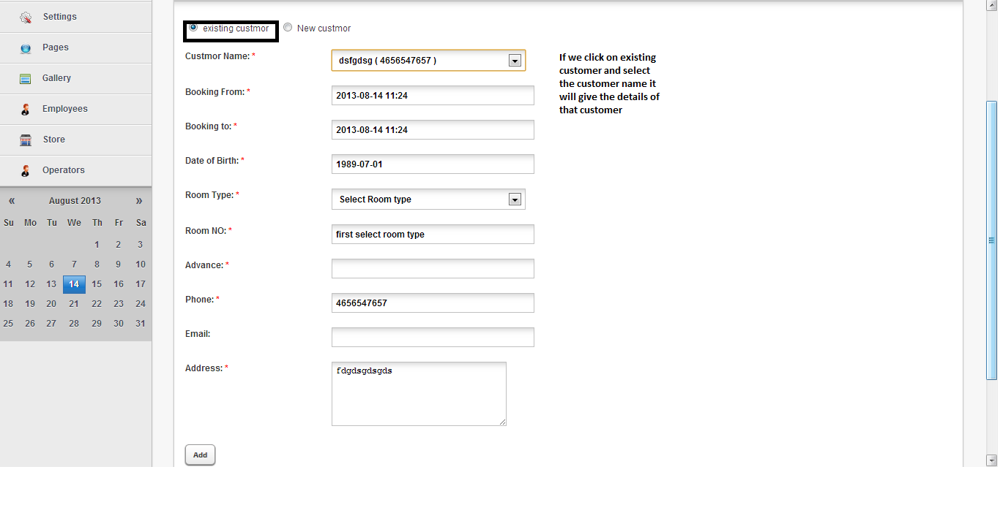 Settings
Pages
Gallery
Employees
Store
Operators
« August 2013 »
Su Mo Tu We Th Fr Sa
1 2 3
4 5 6 7 8 9 10
11 12 13 14 15 16 17
18 19 20 21 22 23 24
25 26 27 28 29 30 31
existing custmor New custmor
Custmor Name: * dsfgdsg ( 4656547657 )
Booking From: * 2013-08-14 11:24
Booking to: * 2013-08-14 11:24
Date of Birth: * 1989-07-01
Room Type: * Select Room type
Room NO: * first select room type
Advance: *
Phone: * 4656547657
Email:
Address: * fdgdsgdsgds
Add
If we click on existing
customer and select
the customer name it
will give the details of
that customer